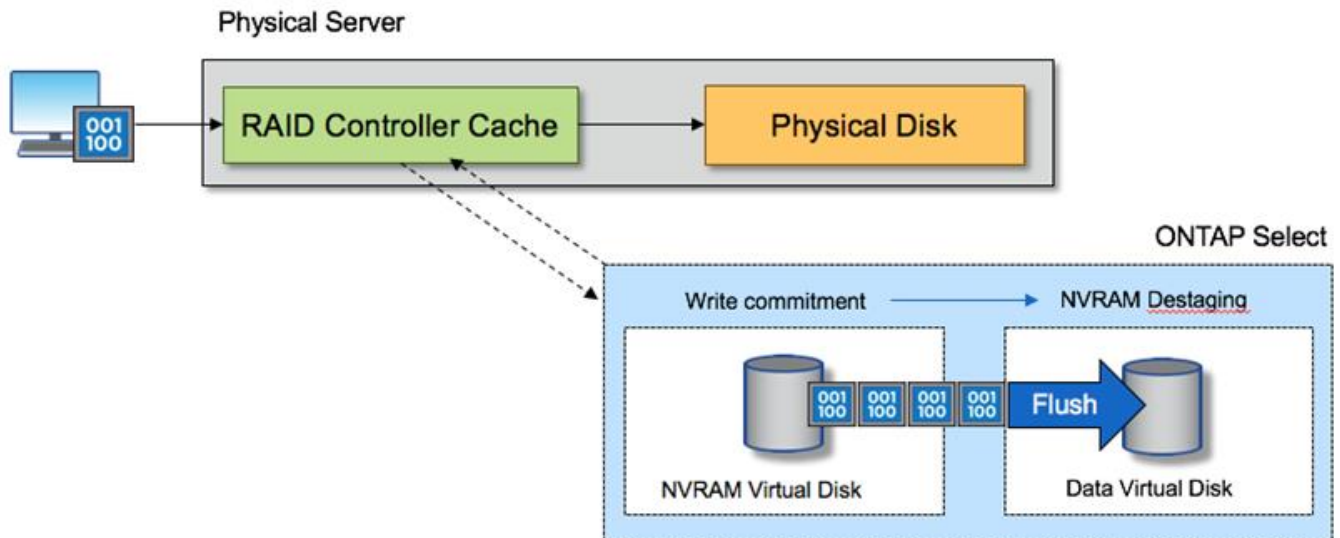 Physical Server
001
100
RAID Controller Cache
Physical Disk
ONTAP Select
Write commitment
NVRAM Destaging
001
100
001
100
001
100
001
100
Flush
NVRAM Virtual Disk
Data Virtual Disk